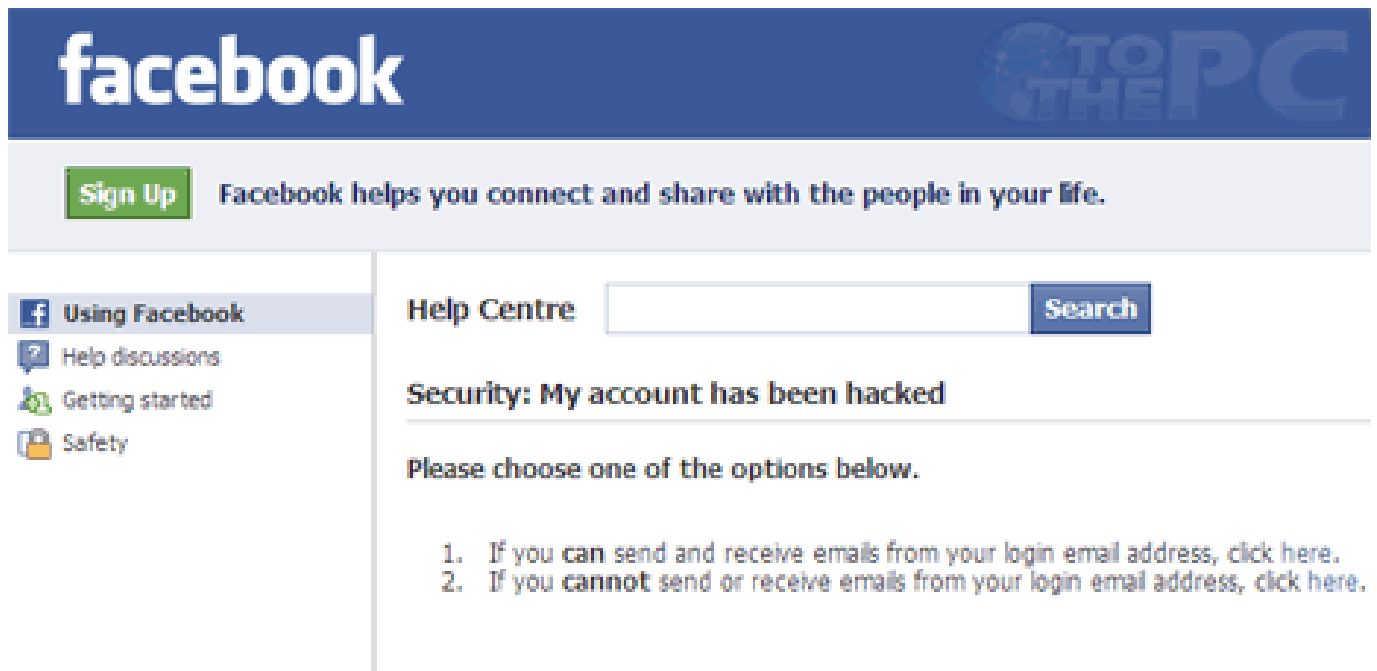 facebook
TO THE PC
Sign Up
Facebook helps you connect and share with the people in your life.
Using Facebook
Help discussions
Getting started
Safety
Help Centre
Search
Security: My account has been hacked
Please choose one of the options below.
1. If you can send and receive emails from your login email address, click here.
2. If you cannot send or receive emails from your login email address, click here.